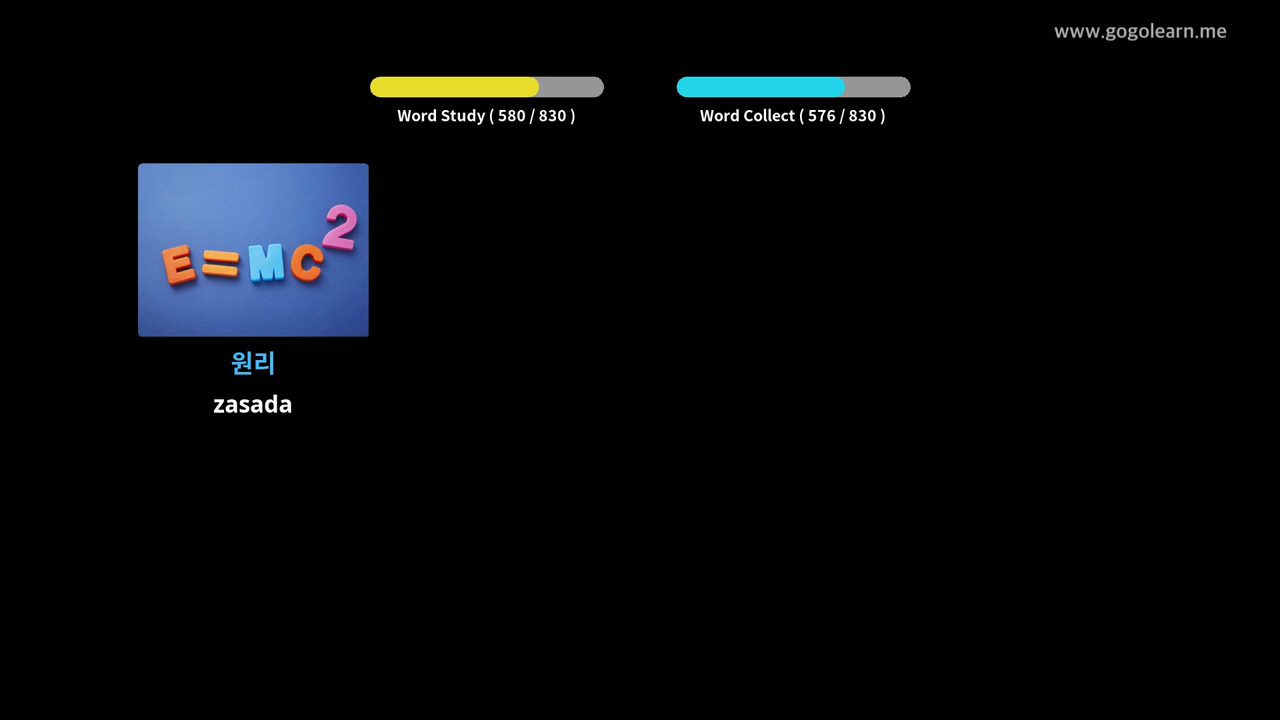 www.gogolearn.me
Word Study ( 580 / 830 )
Word Collect ( 576 / 830 )
E=MC²
원리
zasada